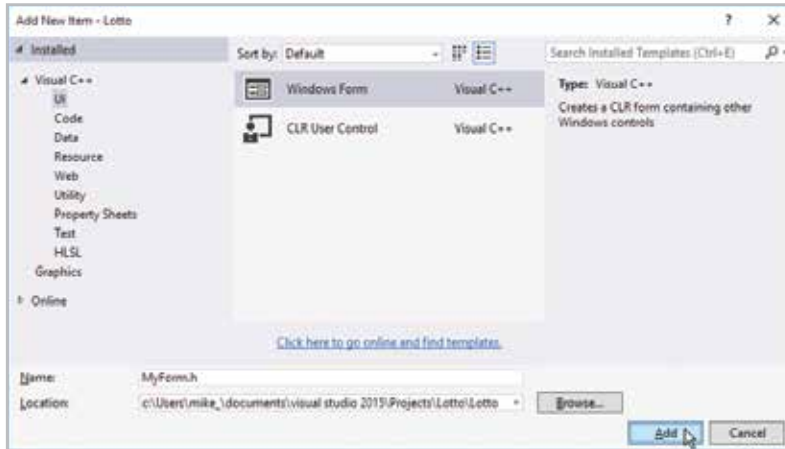 Add New Item - Lotto
? ×
Installed
Sort by: Default
Search Installed Templates (Ctrl+E)
Visual C++
UI
Code
Data
Resource
Web
Utility
Property Sheets
Test
HLSL
Graphics
Online
Windows Form Visual C++
CLR User Control Visual C++
Type: Visual C++
Creates a CLR form containing other
Windows controls
Click here to go online and find templates.
Name: MyForm.h
Location: c:\Users\mike_\documents\visual studio 2015\Projects\Lotto\Lotto
Browse...
Add Cancel